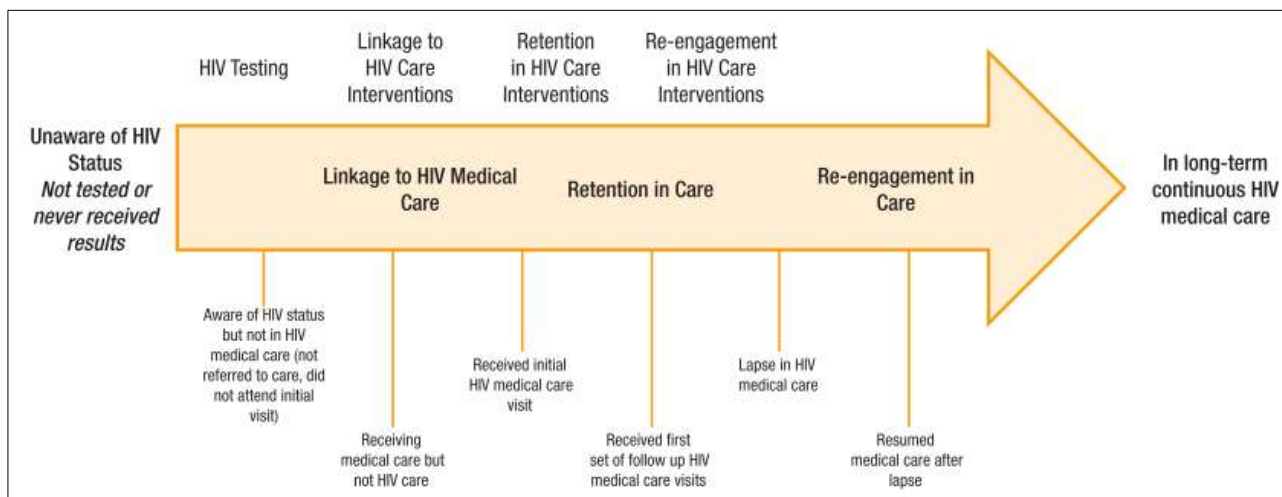 HIV Testing
Linkage to
HIV Care
Interventions
Retention
in HIV Care
Interventions
Re-engagement
in HIV Care
Interventions
Unaware of HIV
Status
Not tested or
never received
results
Linkage to HIV Medical
Care
Retention in Care
Re-engagement in
Care
In long-term
continuous HIV
medical care
Aware of HIV status
but not in HIV
medical care (not
referred to care, did
not attend initial
visit)
Receiving
medical care but
not HIV care
Received initial
HIV medical care
visit
Received first
set of follow up HIV
medical care visits
Lapse in HIV
medical care
Resumed
medical care after
lapse